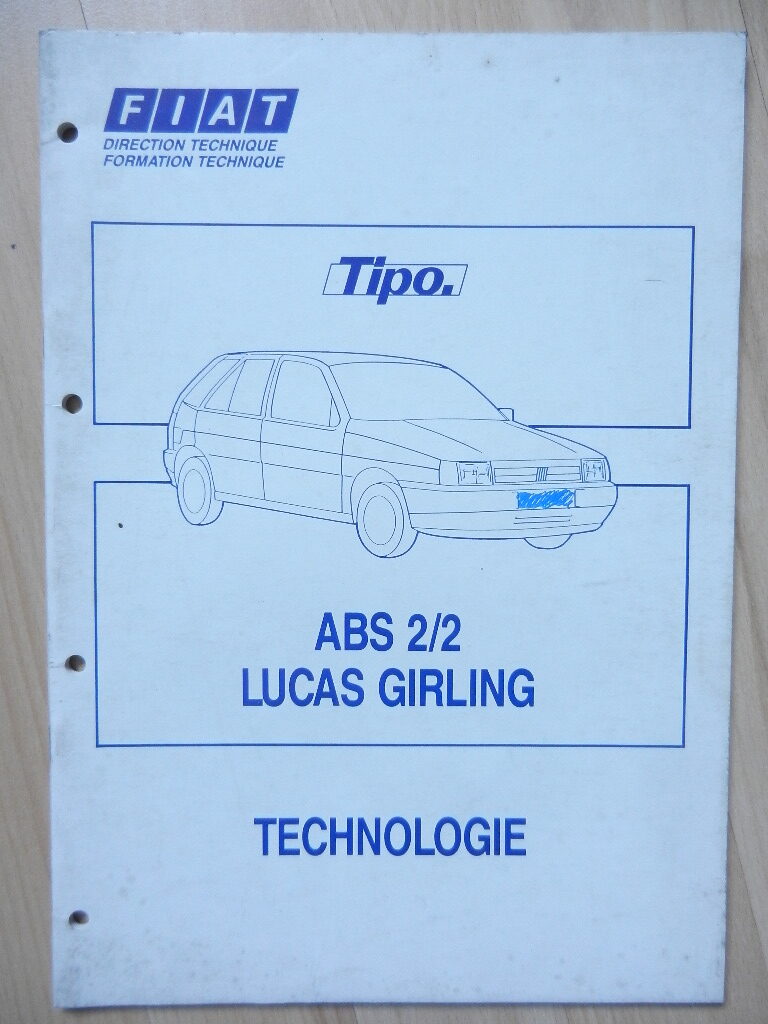 FIAT
DIRECTION TECHNIQUE
FORMATION TECHNIQUE
Tipo.
ABS 2/2
LUCAS GIRLING
TECHNOLOGIE